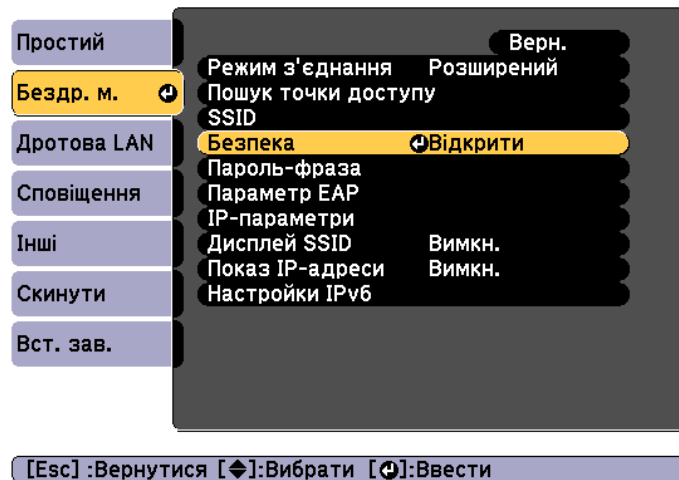 Простий
Бездр. м.
Дротова LAN
Сповіщення
Інші
Скинути
Вст. зав.
Верн.
Режим з'єднання Розширений
Пошук точки доступу
SSID
Безпека Відкрити
Пароль-фраза
Параметр EAP
IP-параметри
Дисплей SSID Вимкн.
Показ IP-адреси Вимкн.
Настройки IPv6
[Esc] :Вернутися [◆]:Вибрати [⏎]:Ввести